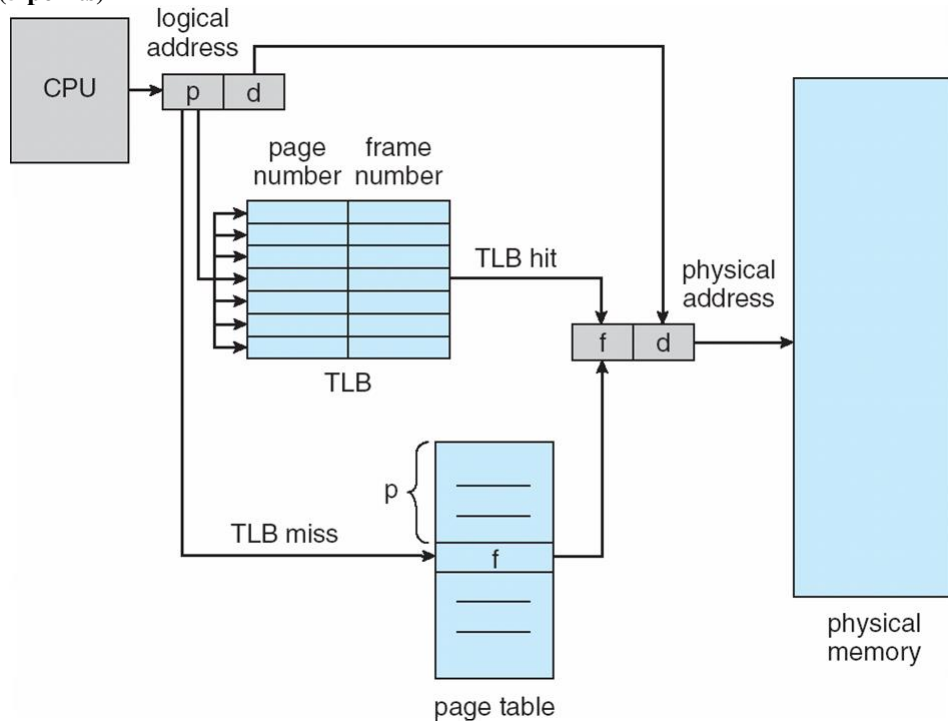 logical
address
CPU
p
d
page
number
frame
number
TLB hit
physical
address
f
d
TLB
p
TLB miss
f
physical
memory
page table